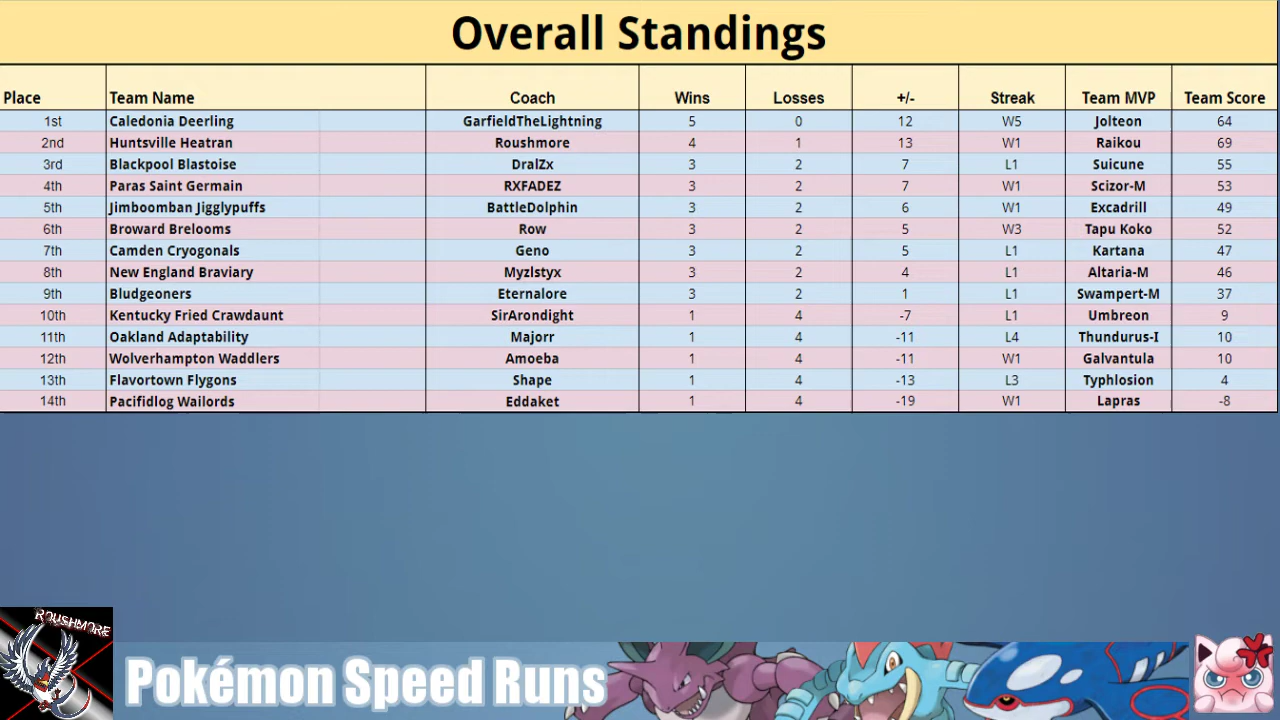 Overall Standings
Place Team Name Coach Wins Losses +/- Streak Team MVP Team Score
1st Caledonia Deerling GarfieldTheLightning 5 0 12 W5 Jolteon 64
2nd Huntsville Heatran Roushmore 4 1 13 W1 Raikou 69
3rd Blackpool Blastoise DralZx 3 2 7 L1 Suicune 55
4th Paras Saint Germain RXFADEZ 3 2 7 W1 Scizor-M 53
5th Jimboomban Jigglypuffs BattleDolphin 3 2 6 W1 Excadrill 49
6th Broward Brelooms Row 3 2 5 W3 Tapu Koko 52
7th Camden Cryogonals Geno 3 2 5 L1 Kartana 47
8th New England Braviary Myzlstyx 3 2 4 L1 Altaria-M 46
9th Bludgeoners Eternalore 3 2 1 L1 Swampert-M 37
10th Kentucky Fried Crawdaunt SirArondight 1 4 -7 L1 Umbreon 9
11th Oakland Adaptability Majorr 1 4 -11 L4 Thundurus-I 10
12th Wolverhampton Waddlers Amoeba 1 4 -11 W1 Galvantula 10
13th Flavortown Flygons Shape 1 4 -13 L3 Typhlosion 4
14th Pacifidlog Wailords Eddaket 1 4 -19 W1 Lapras -8
ROUSHMORE
Pokémon Speed Runs